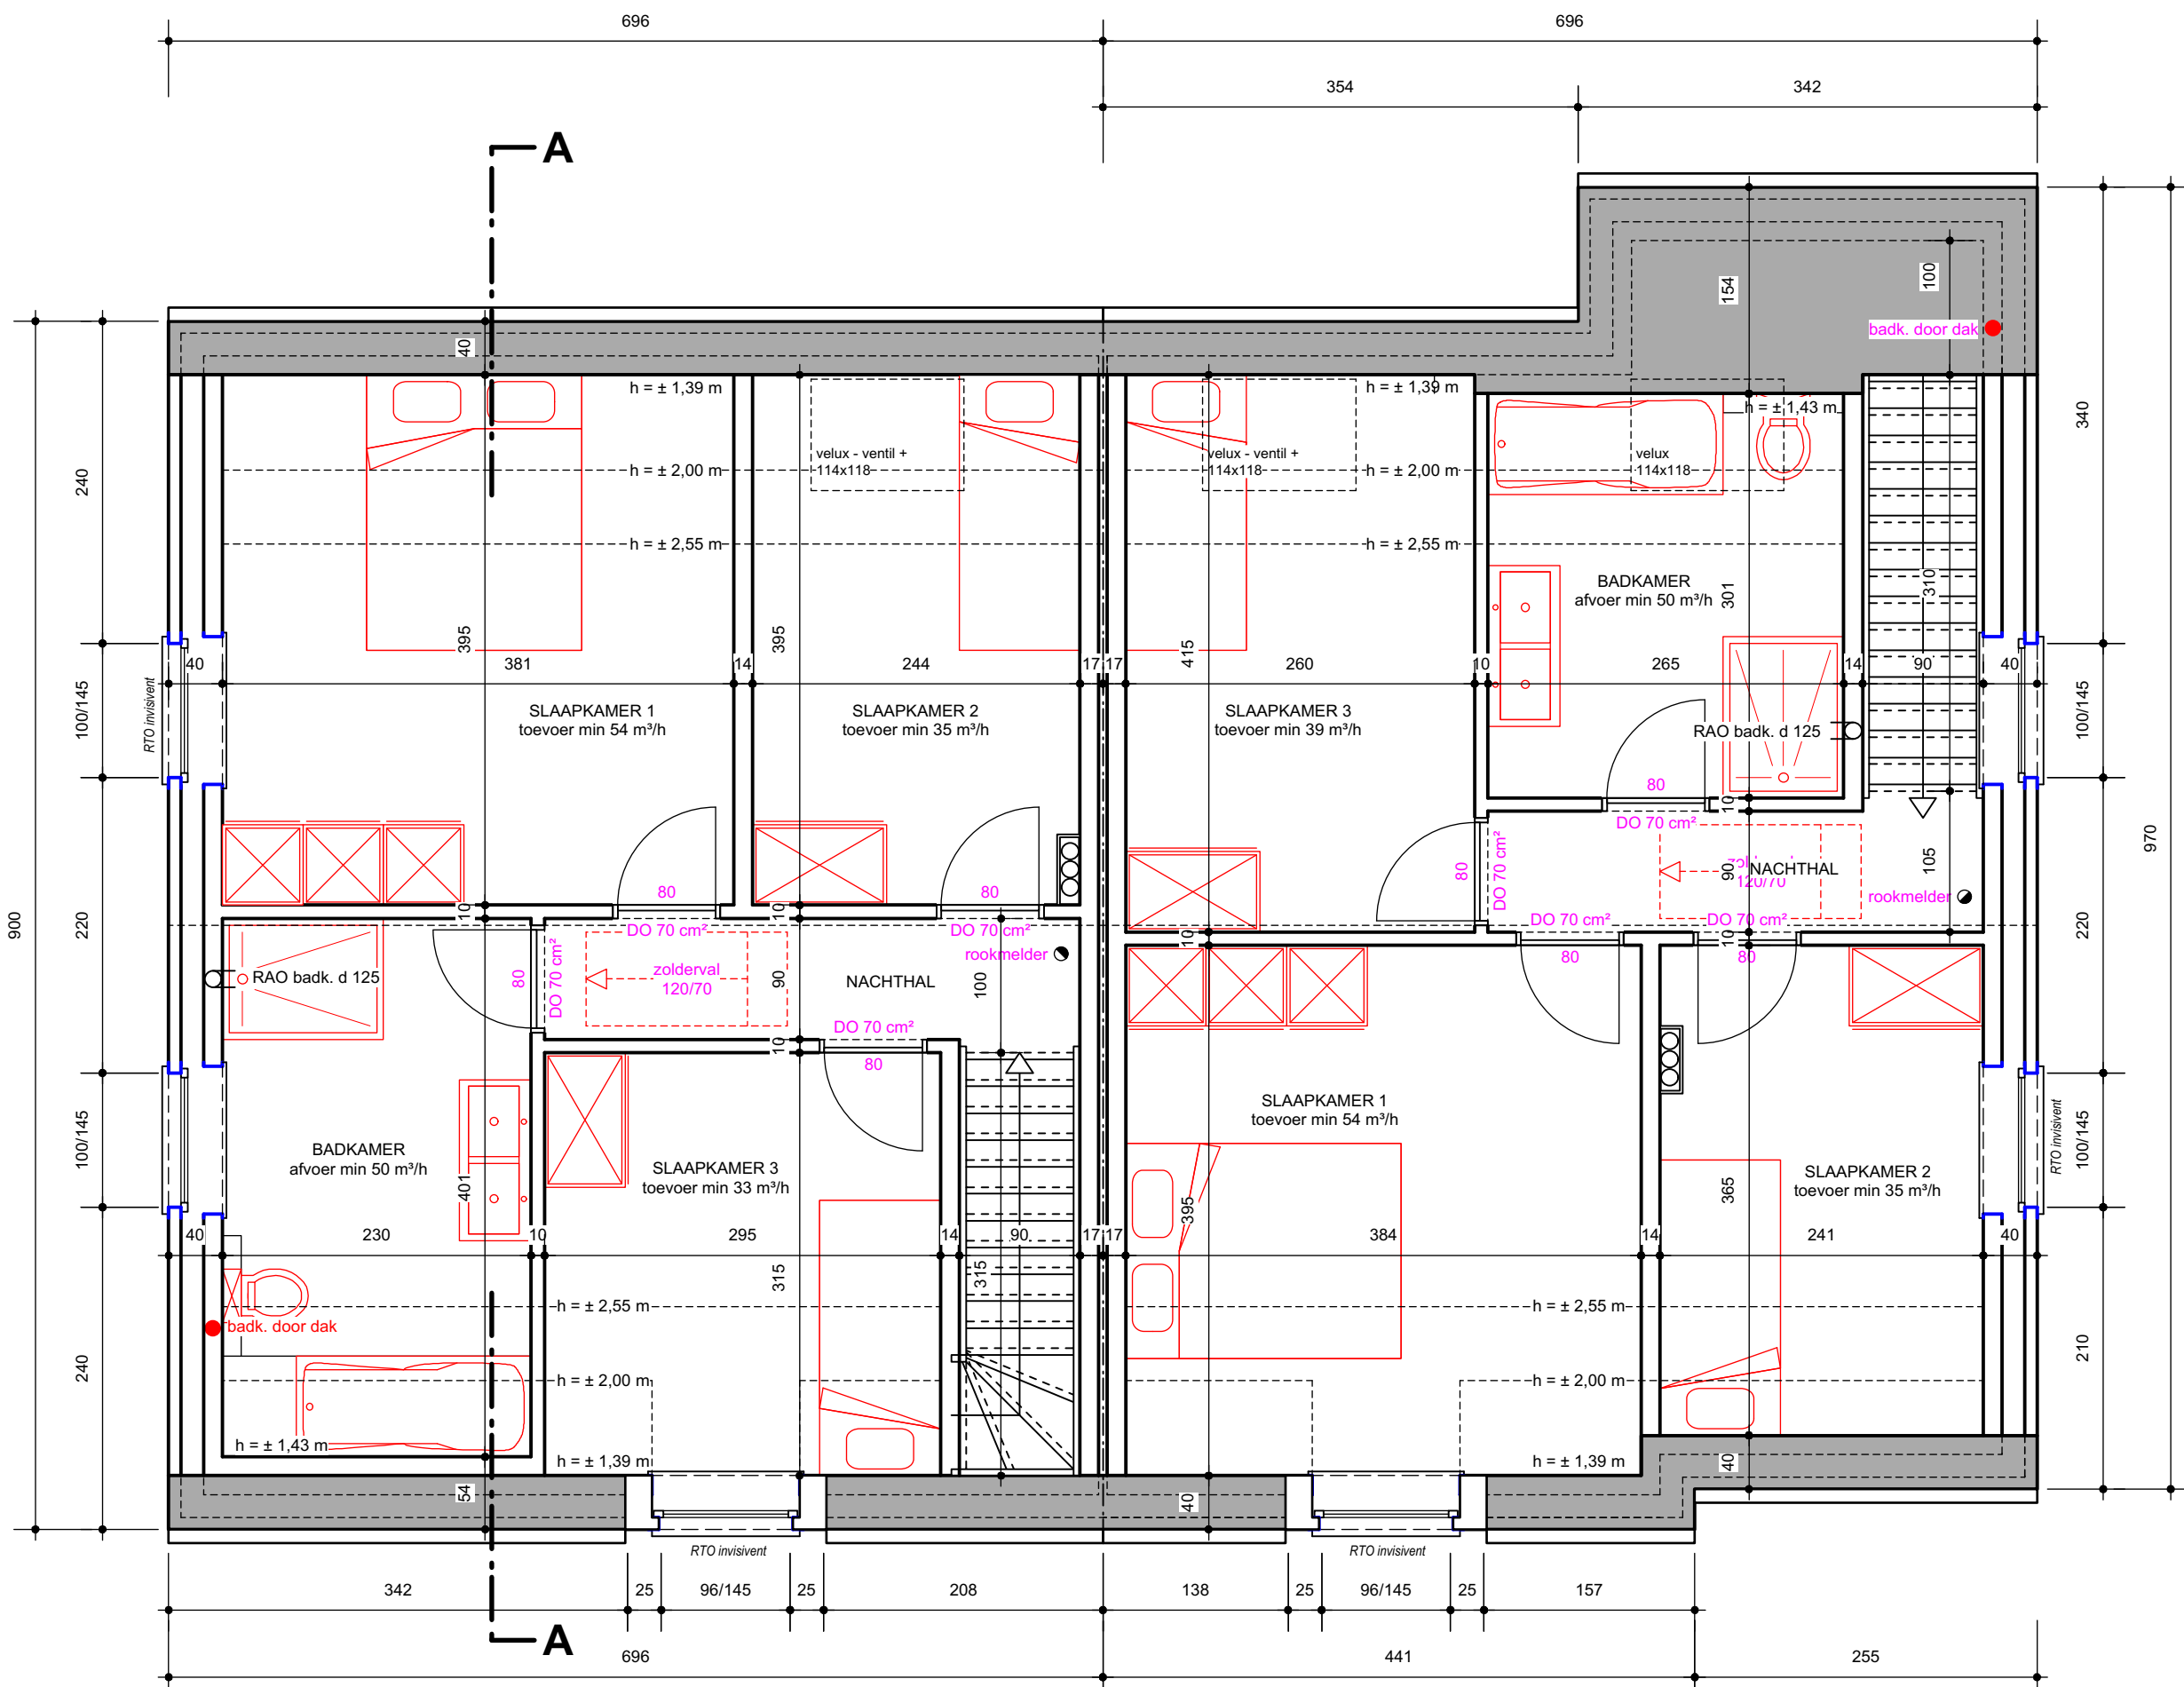 696
696
354
342
A
154
100
badk. door dak
40
h = ± 1,39 m
h = ± 1,39 m
h = ± 1,43 m
340
240
velux - ventil +
114x118
velux - ventil +
114x118
velux
114x118
h = ± 2,00 m
h = ± 2,00 m
h = ± 2,55 m
h = ± 2,55 m
BADKAMER
afvoer min 50 m³/h
301
310
395
395
415
40
381
14
244
17
17
260
10
265
14
90
40
100/145
RTO invisivent
SLAAPKAMER 1
toevoer min 54 m³/h
SLAAPKAMER 2
toevoer min 35 m³/h
SLAAPKAMER 3
toevoer min 39 m³/h
RAO badk. d 125
100/145
80
10
DO 70 cm²
80
DO 70 cm²
90
NACHTHAL
120/70
105
970
rookmelder
80
80
10
10
DO 70 cm²
DO 70 cm²
DO 70 cm²
DO 70 cm²
900
220
220
10
10
80
80
rookmelder
RAO badk. d 125
80
DO 70 cm²
zolderval
120/70
90
NACHTHAL
100
DO 70 cm²
10
80
100/145
BADKAMER
afvoer min 50 m³/h
401
SLAAPKAMER 3
toevoer min 33 m³/h
SLAAPKAMER 1
toevoer min 54 m³/h
395
365
SLAAPKAMER 2
toevoer min 35 m³/h
100/145
RTO invisivent
40
230
10
295
14
90
17
17
384
14
241
40
315
315
h = ± 2,55 m
h = ± 2,55 m
badk. door dak
240
h = ± 2,00 m
h = ± 2,00 m
210
h = ± 1,43 m
h = ± 1,39 m
h = ± 1,39 m
54
40
40
RTO invisivent
RTO invisivent
342
25
96/145
25
208
138
25
96/145
25
157
A
696
441
255